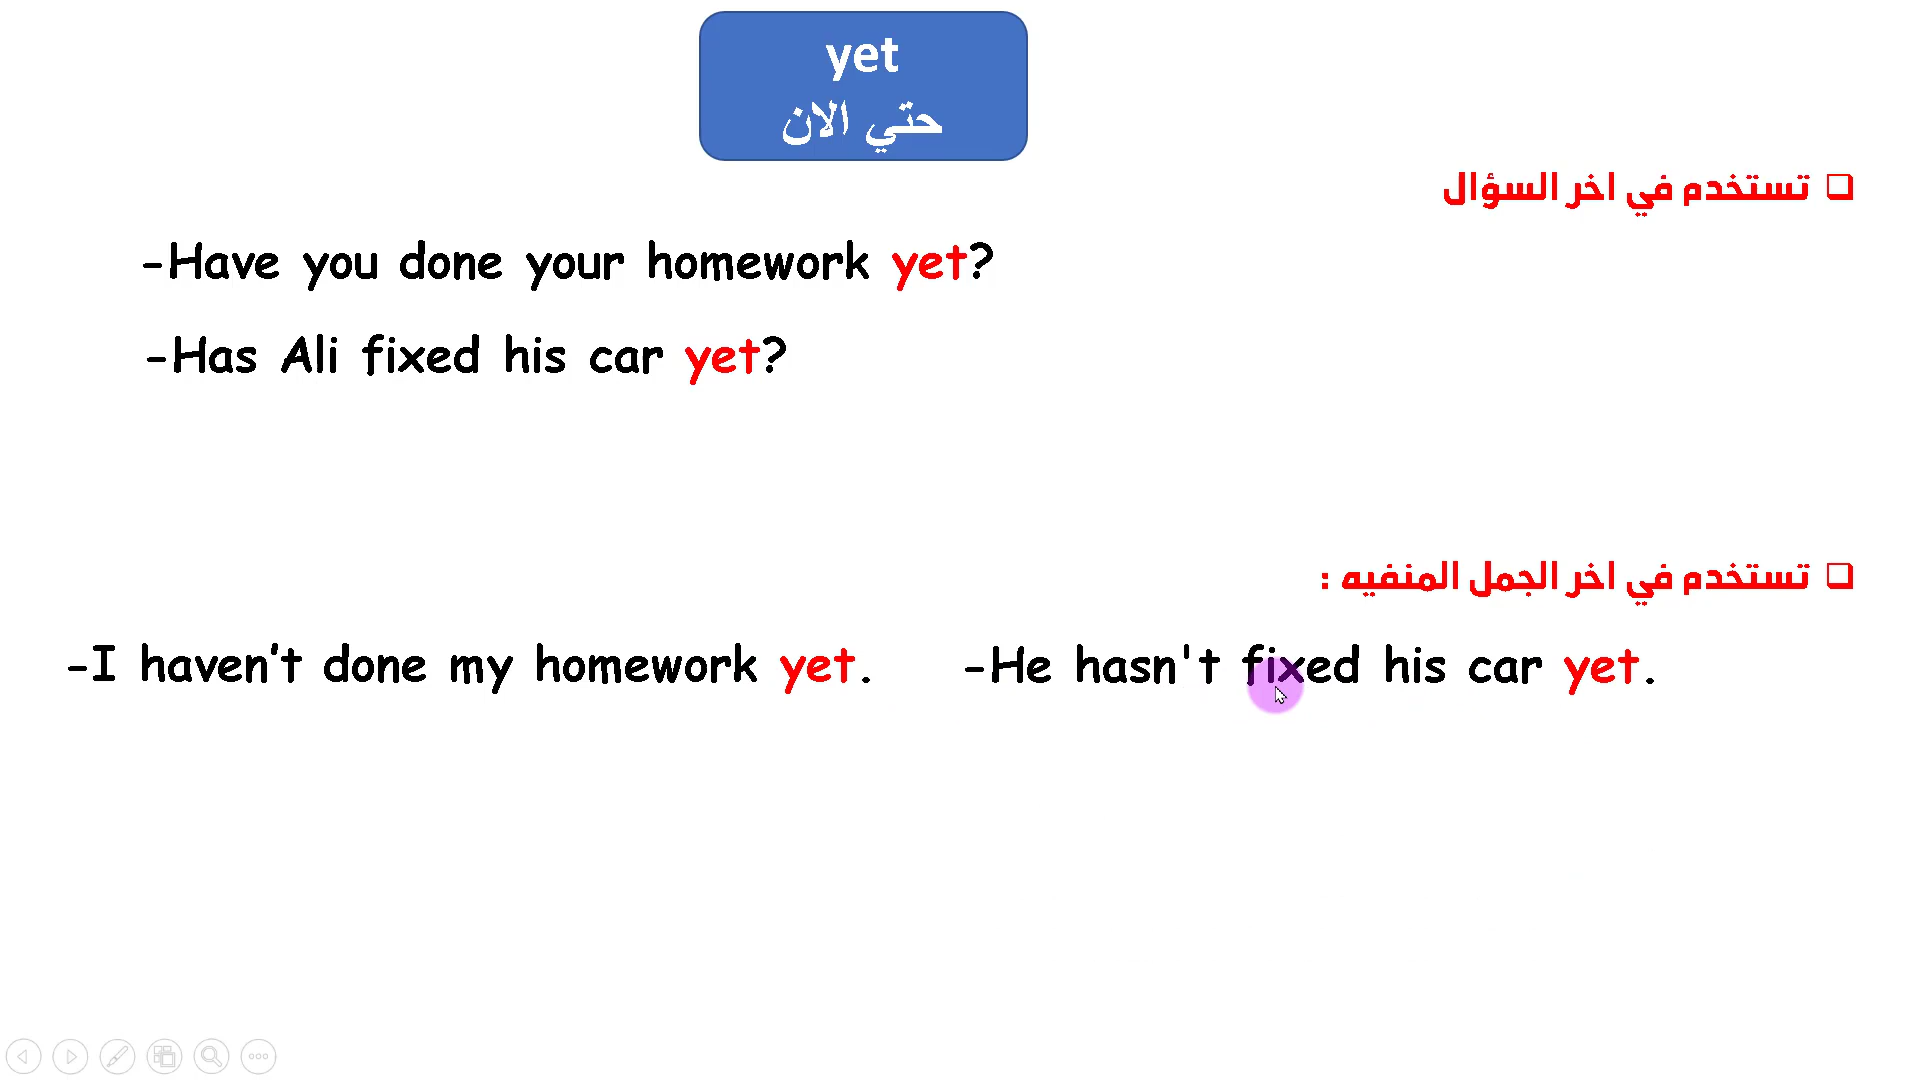 yet
حتي الان
❑ تستخدم في اخر السؤال
-Have you done your homework yet?
-Has Ali fixed his car yet?
❑ تستخدم في اخر الجمل المنفيه :
-I haven’t done my homework yet.
-He hasn't fixed his car yet.